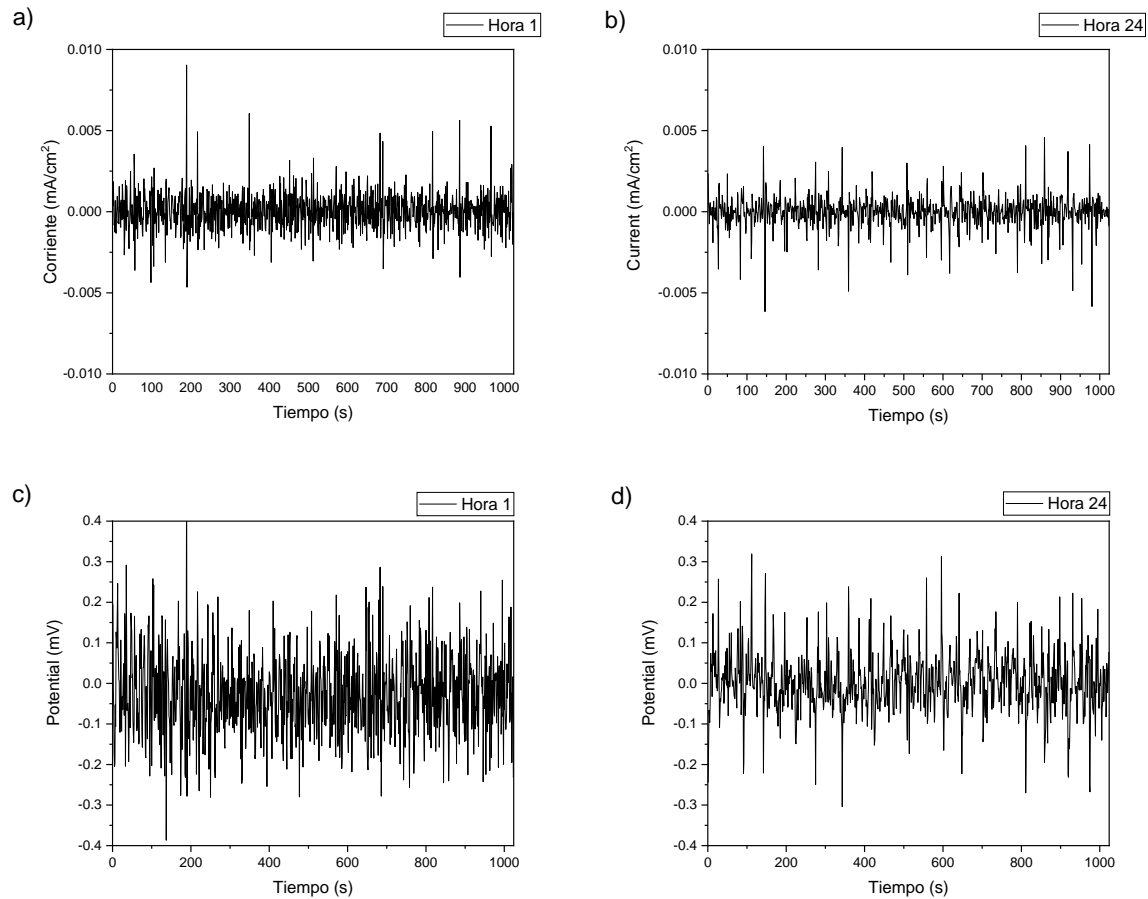 a)
Hora 1
0.010
0.005
0.000
-0.005
-0.010
Corriente (mA/cm²)
0 100 200 300 400 500 600 700 800 900 1000
Tiempo (s)
b)
Hora 24
0.010
0.005
0.000
-0.005
-0.010
Current (mA/cm²)
0 100 200 300 400 500 600 700 800 900 1000
Tiempo (s)
c)
Hora 1
0.4
0.3
0.2
0.1
0.0
-0.1
-0.2
-0.3
-0.4
Potential (mV)
0 200 400 600 800 1000
Tiempo (s)
d)
Hora 24
0.4
0.3
0.2
0.1
0.0
-0.1
-0.2
-0.3
-0.4
Potential (mV)
0 200 400 600 800 1000
Tiempo (s)